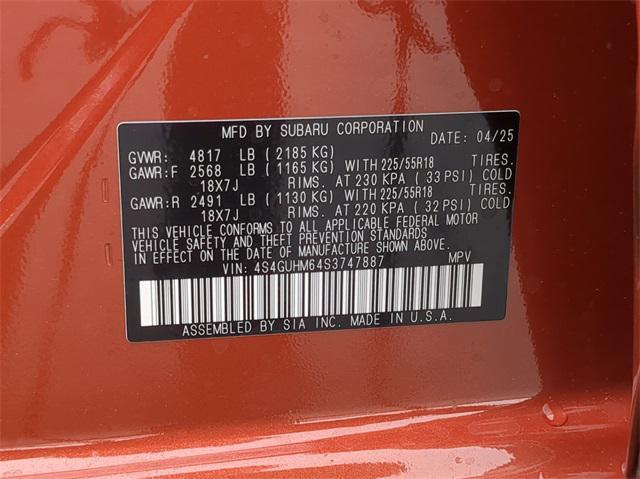 MFD BY SUBARU CORPORATION DATE: 04/25
GVWR: 4817 LB (2185 KG)
GAWR:F 2568 LB (1165 KG) WITH 225/55R18 TIRES.
18X7J RIMS. AT 230 KPA (33 PSI) COLD
GAWR:R 2491 LB (1130 KG) WITH 225/55R18 TIRES.
18X7J RIMS. AT 220 KPA (32 PSI) COLD
THIS VEHICLE CONFORMS TO ALL APPLICABLE FEDERAL MOTOR
VEHICLE SAFETY AND THEFT PREVENTION STANDARDS
IN EFFECT ON THE DATE OF MANUFACTURE SHOWN ABOVE.
VIN: 4S4GUHM64S3747887 MPV
ASSEMBLED BY SIA INC. MADE IN U.S.A.